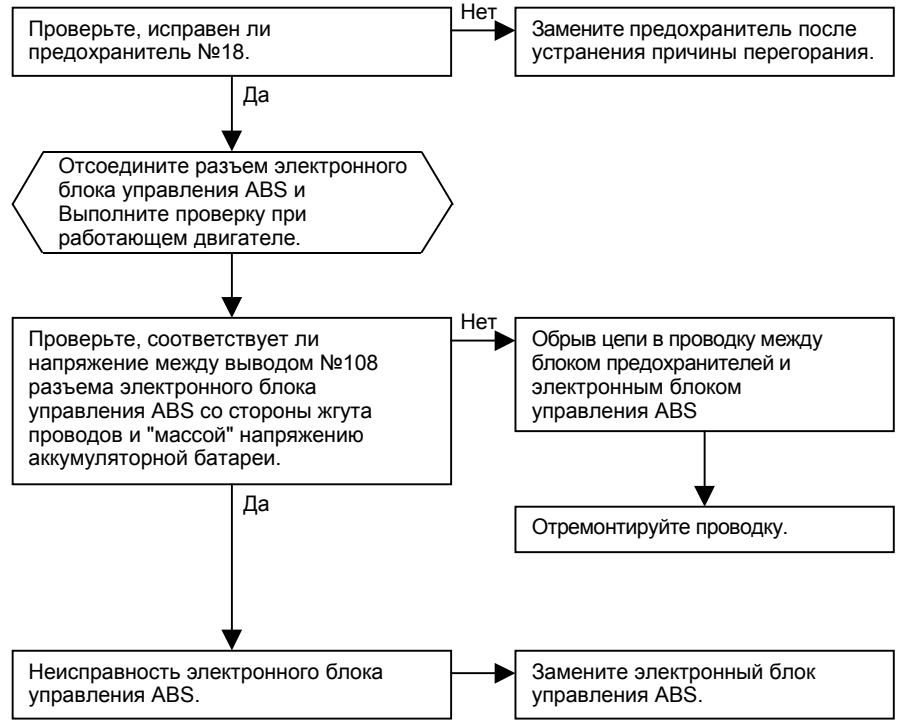 Проверьте, исправен ли
предохранитель №18.
Нет
Замените предохранитель после
устранения причины перегорания.
Да
Отсоедините разъем электронного
блока управления ABS и
Выполните проверку при
работающем двигателе.
Проверьте, соответствует ли
напряжение между выводом №108
разъема электронного блока
управления ABS со стороны жгута
проводов и "массой" напряжению
аккумуляторной батареи.
Нет
Обрыв цепи в проводку между
блоком предохранителей и
электронным блоком
управления ABS
Да
Отремонтируйте проводку.
Неисправность электронного блока
управления ABS.
Замените электронный блок
управления ABS.